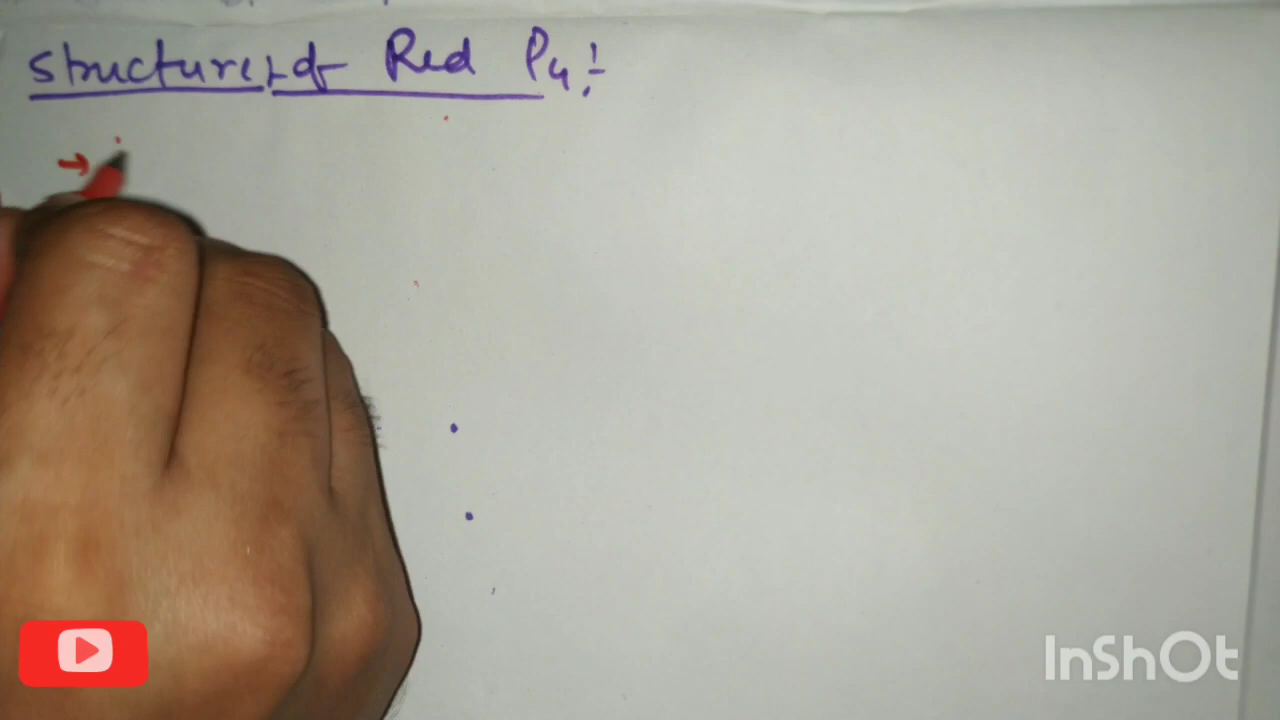 Structure of Red P4:-
→
InShOt